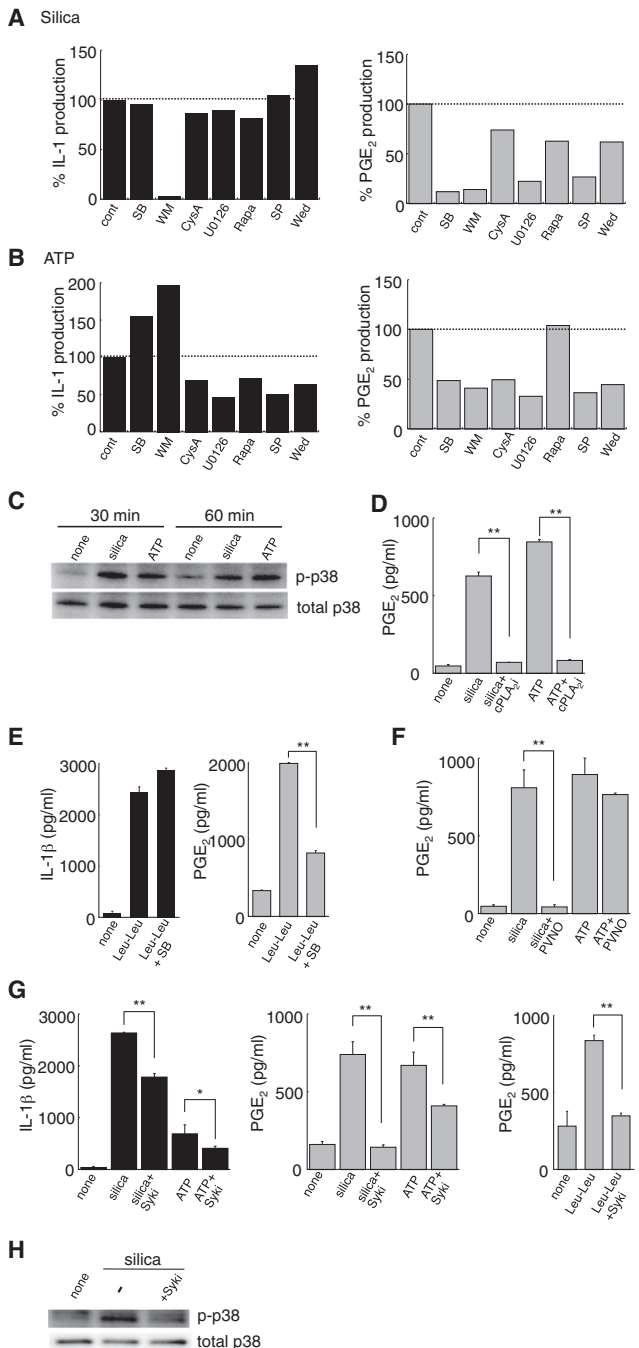 A Silica
% IL-1 production
150
100
50
0
cont
SB
WM
CysA
U0126
Rapa
SP
Wed
% PGE2 production
150
100
50
0
cont
SB
WM
CysA
U0126
Rapa
SP
Wed
B ATP
% IL-1 production
200
150
100
50
0
cont
SB
WM
CysA
U0126
Rapa
SP
Wed
% PGE2 production
150
100
50
0
cont
SB
WM
CysA
U0126
Rapa
SP
Wed
C
30 min 60 min
none silica ATP none silica ATP
p-p38
total p38
D
PGE2 (pg/ml)
1000
500
0
** **
none
silica
silica+
cPLA2i
ATP
ATP+
cPLA2i
E
IL-1β (pg/ml)
3000
2000
1000
0
none
Leu-Leu
Leu-Leu
+ SB
PGE2 (pg/ml)
2000
1000
0
**
none
Leu-Leu
Leu-Leu
+ SB
F
PGE2 (pg/ml)
1000
500
0
**
none
silica
silica+
PVNO
ATP
ATP+
PVNO
G
IL-1β (pg/ml)
3000
2000
1000
0
**
*
none
silica
silica+
Syki
ATP
ATP+
Syki
PGE2 (pg/ml)
1000
500
0
** **
none
silica
silica+
Syki
ATP
ATP+
Syki
PGE2 (pg/ml)
1000
500
0
**
none
Leu-Leu
Leu-Leu
+Syki
H
silica
none - +Syki
p-p38
total p38